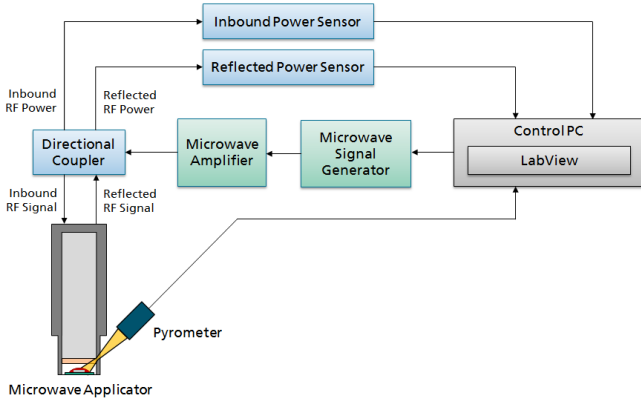 Inbound Power Sensor
Reflected Power Sensor
Inbound
RF Power
Reflected
RF Power
Directional
Coupler
Microwave
Amplifier
Microwave
Signal
Generator
Control PC
LabView
Inbound
RF Signal
Reflected
RF Signal
Pyrometer
Microwave Applicator